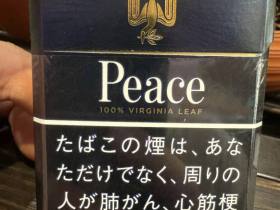 Peace
100% VIRGINIA LEAF
たばこの煙は、あな
ただけでなく、周りの
人が肺がん、心筋梗